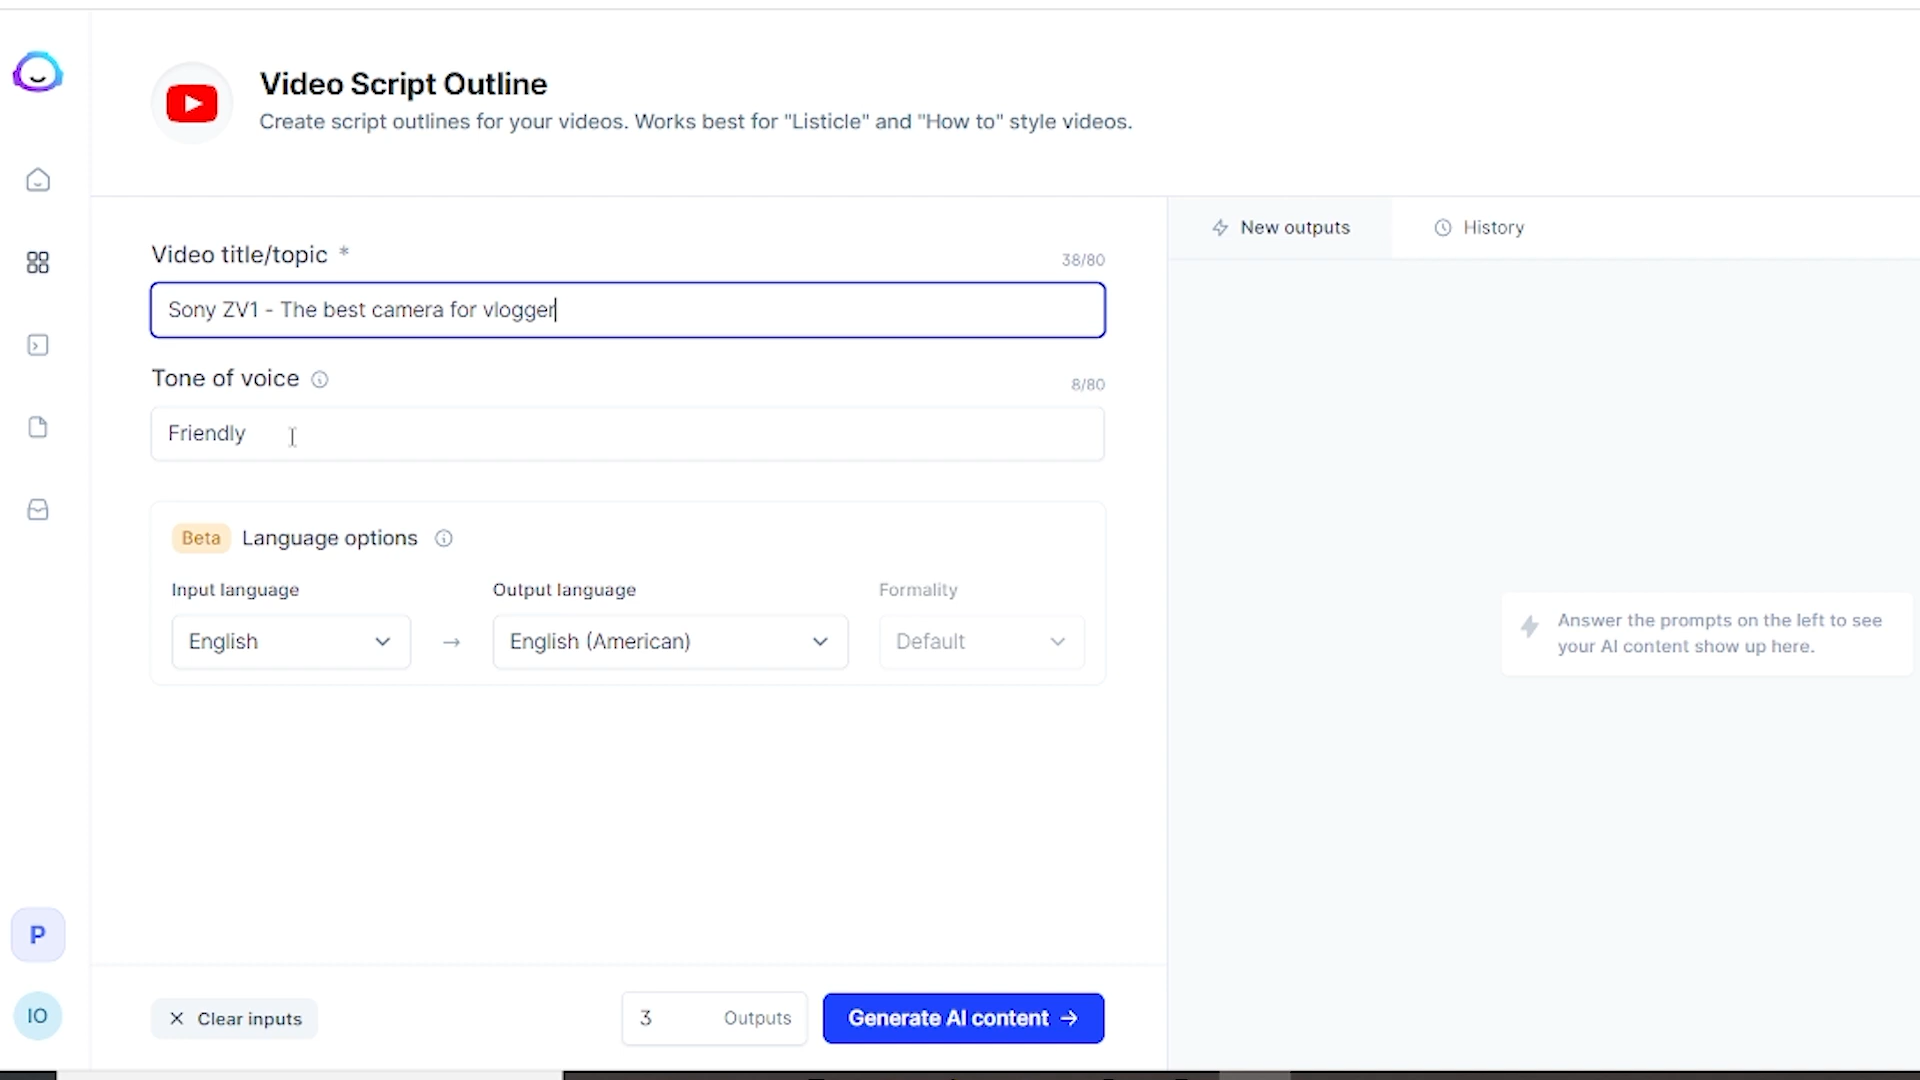 Video Script Outline
Create script outlines for your videos. Works best for "Listicle" and "How to" style videos.
Video title/topic *
38/80
Sony ZV1 - The best camera for vlogger
Tone of voice
8/80
Friendly
Beta Language options
Input language
Output language
Formality
English
→
English (American)
Default
Clear inputs
3 Outputs
Generate AI content →
New outputs
History
Answer the prompts on the left to see
your AI content show up here.
P
IO